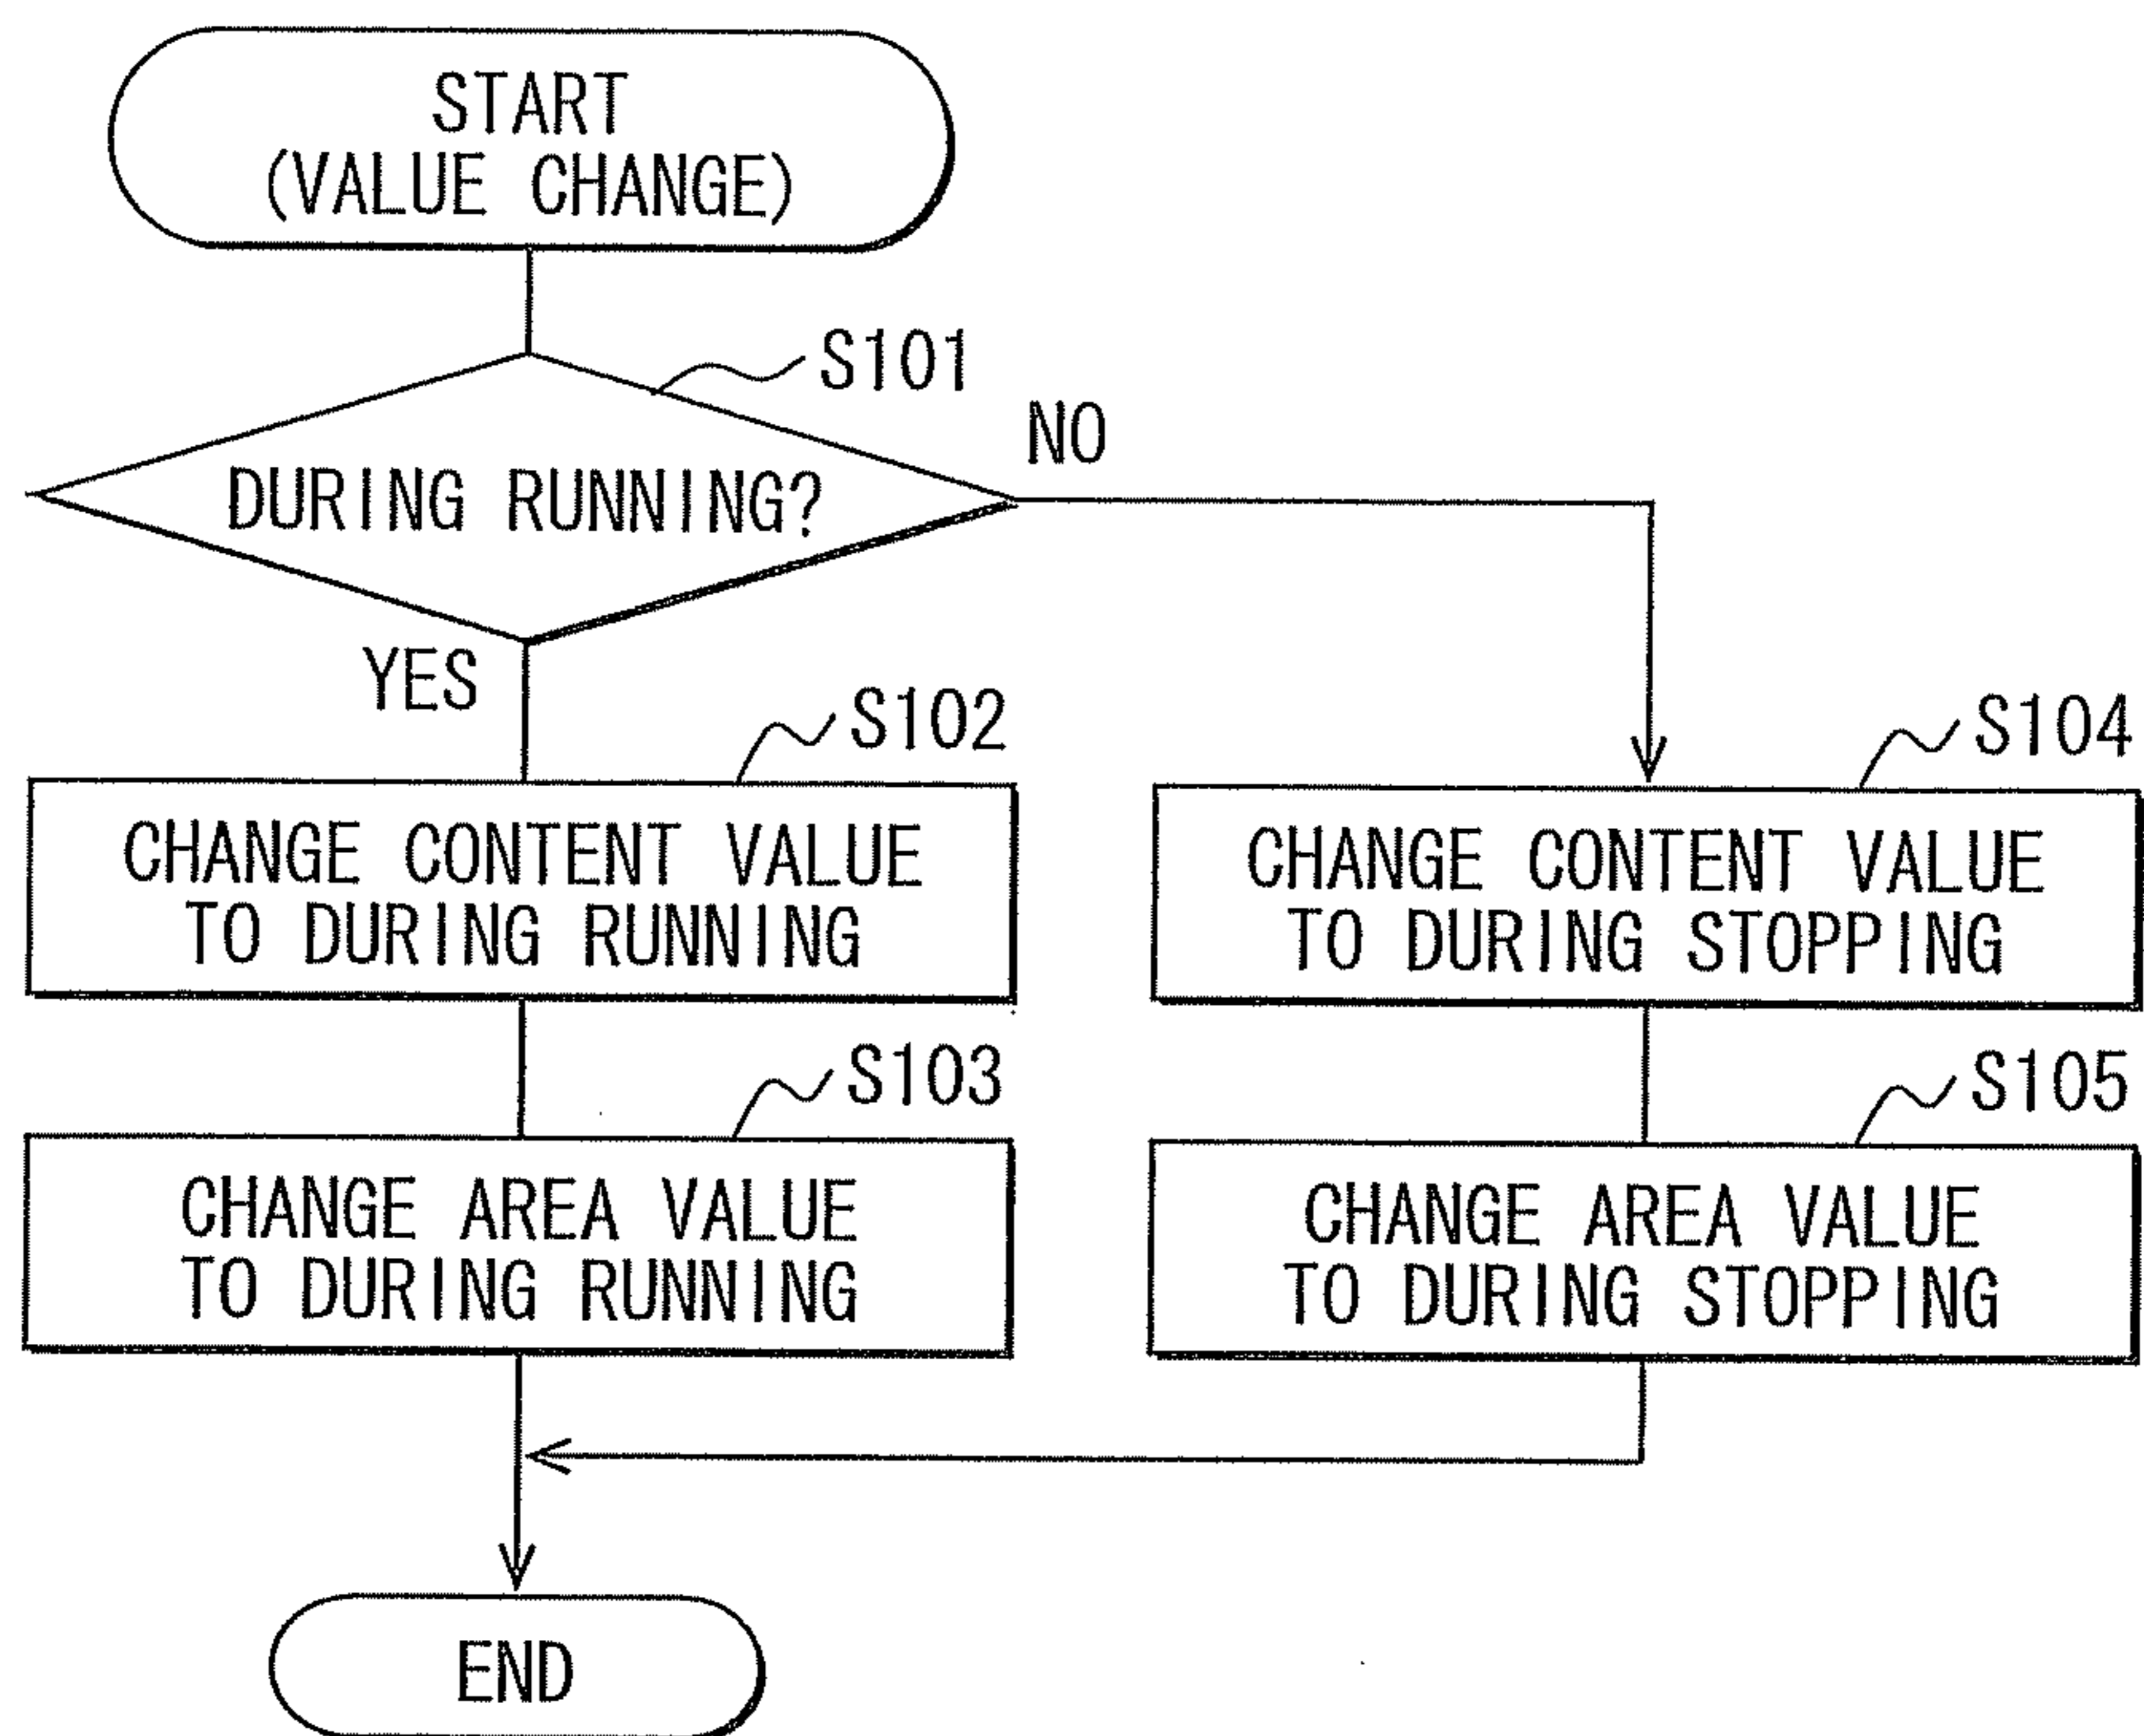 START
(VALUE CHANGE)
S101
NO
DURING RUNNING?
YES
S102
CHANGE CONTENT VALUE
TO DURING RUNNING
S104
CHANGE CONTENT VALUE
TO DURING STOPPING
S103
CHANGE AREA VALUE
TO DURING RUNNING
S105
CHANGE AREA VALUE
TO DURING STOPPING
END